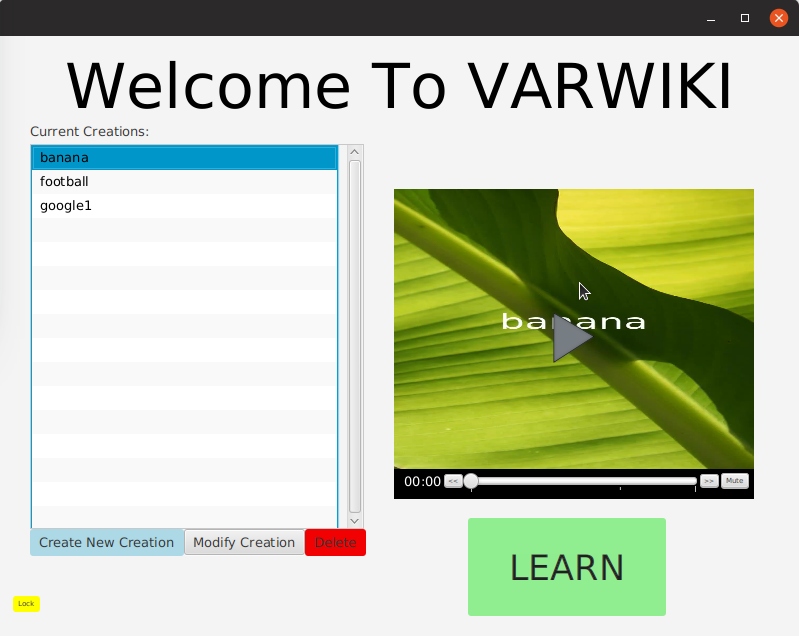 Welcome To VARWIKI
Current Creations:
banana
football
google1
banana
00:00 << >> Mute
Create New Creation Modify Creation Delete
LEARN
Lock